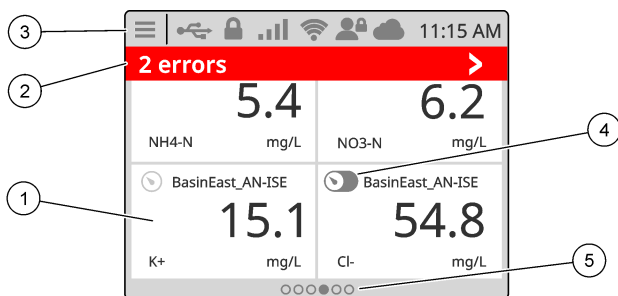 3
11:15 AM
2
2 errors
5.4
6.2
NH4-N mg/L
NO3-N mg/L
4
1
BasinEast_AN-ISE
BasinEast_AN-ISE
15.1
54.8
K+ mg/L
Cl- mg/L
5